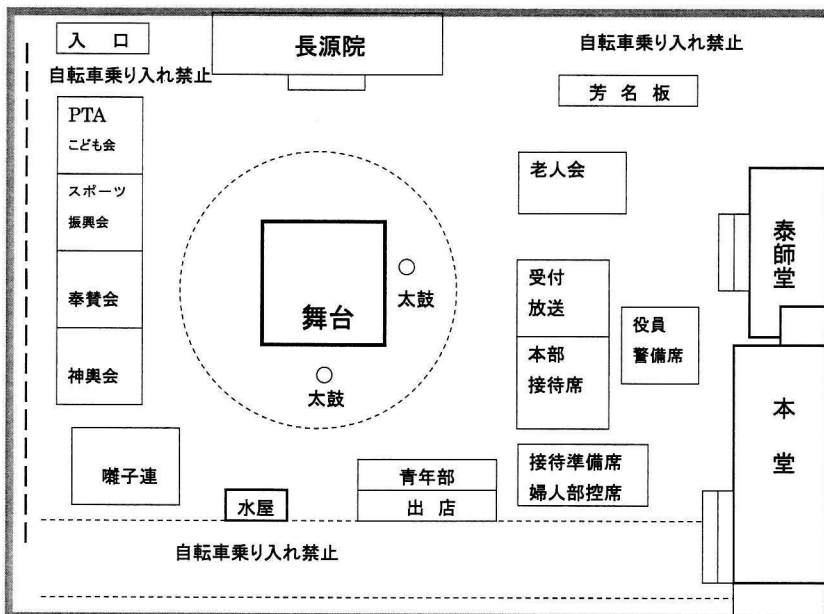 入 口
長源院
自転車乗り入れ禁止
自転車乗り入れ禁止
芳 名 板
PTA
こども会
スポーツ
振興会
奉賛会
神輿会
老人会
舞台
太鼓
太鼓
受付
放送
本部
接待席
役員
警備席
泰師堂
本堂
囃子連
水屋
青年部
出 店
接待準備席
婦人部控席
自転車乗り入れ禁止